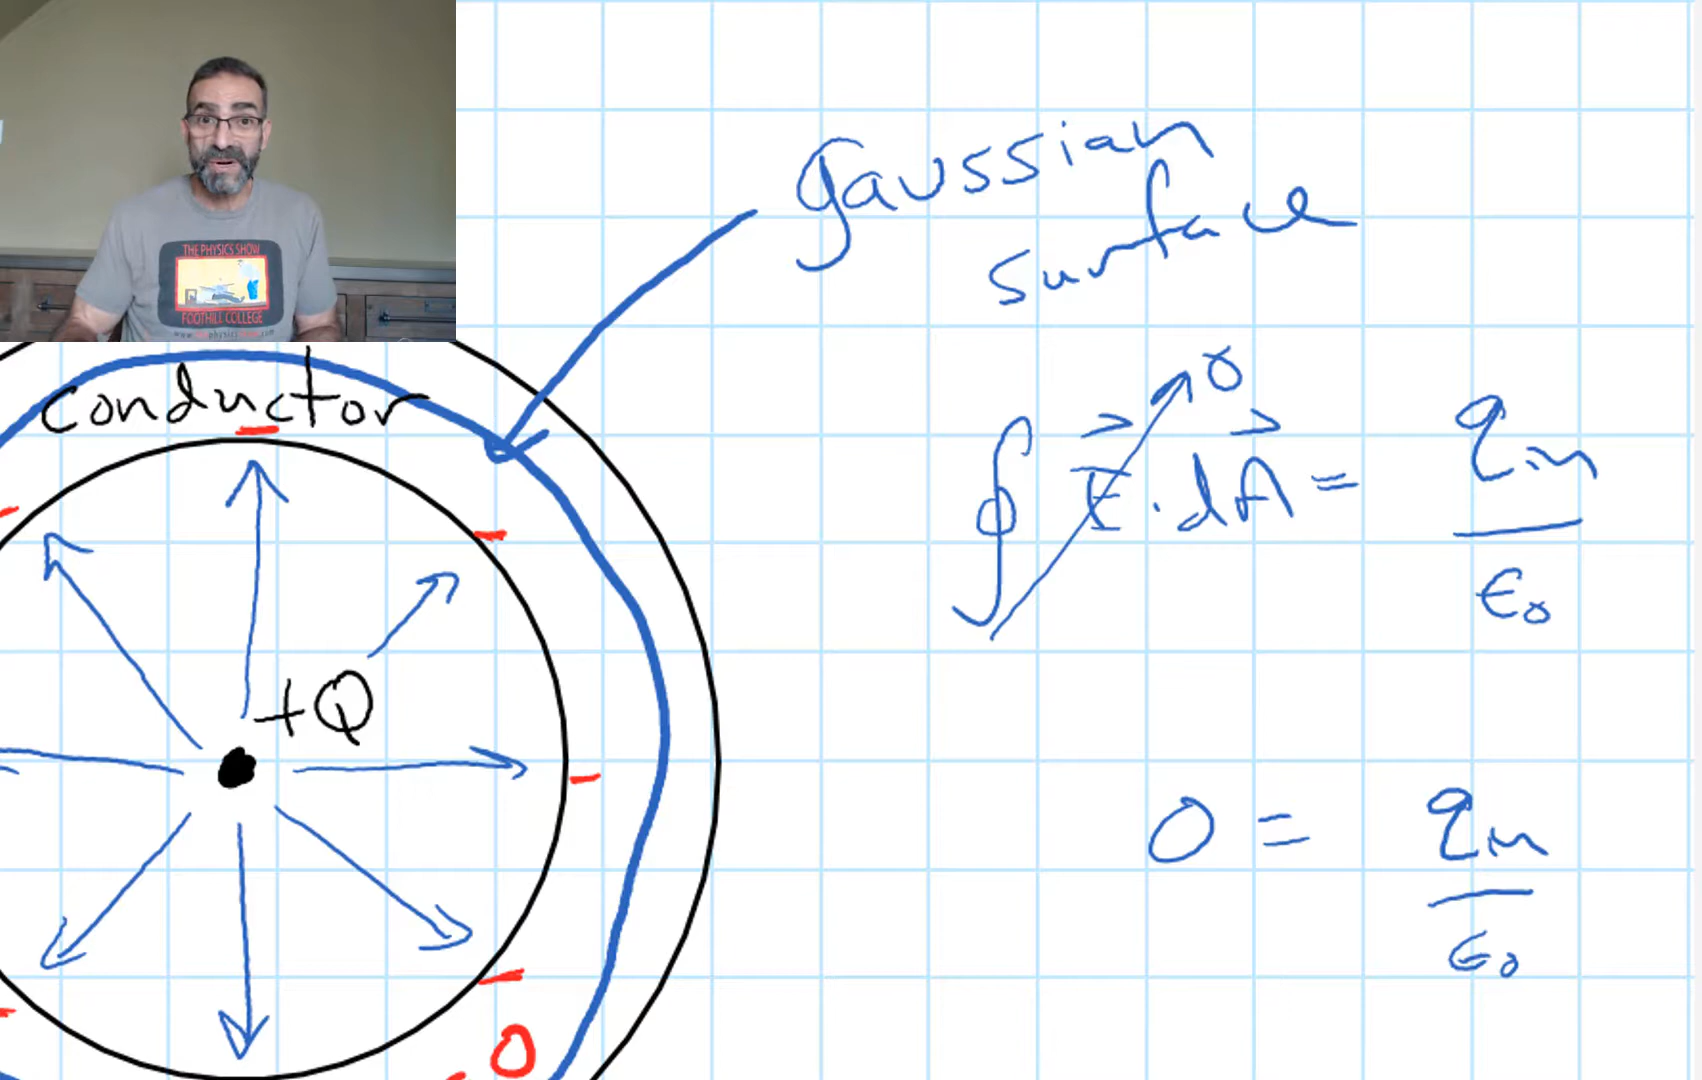 THE PHYSICS SHOW
FOOTHILL COLLEGE
gaussian
surface
conductor
∮ E⃗ · dA⃗ = q_in / ε₀
0
+Q
0 = q_in / ε₀
-Q